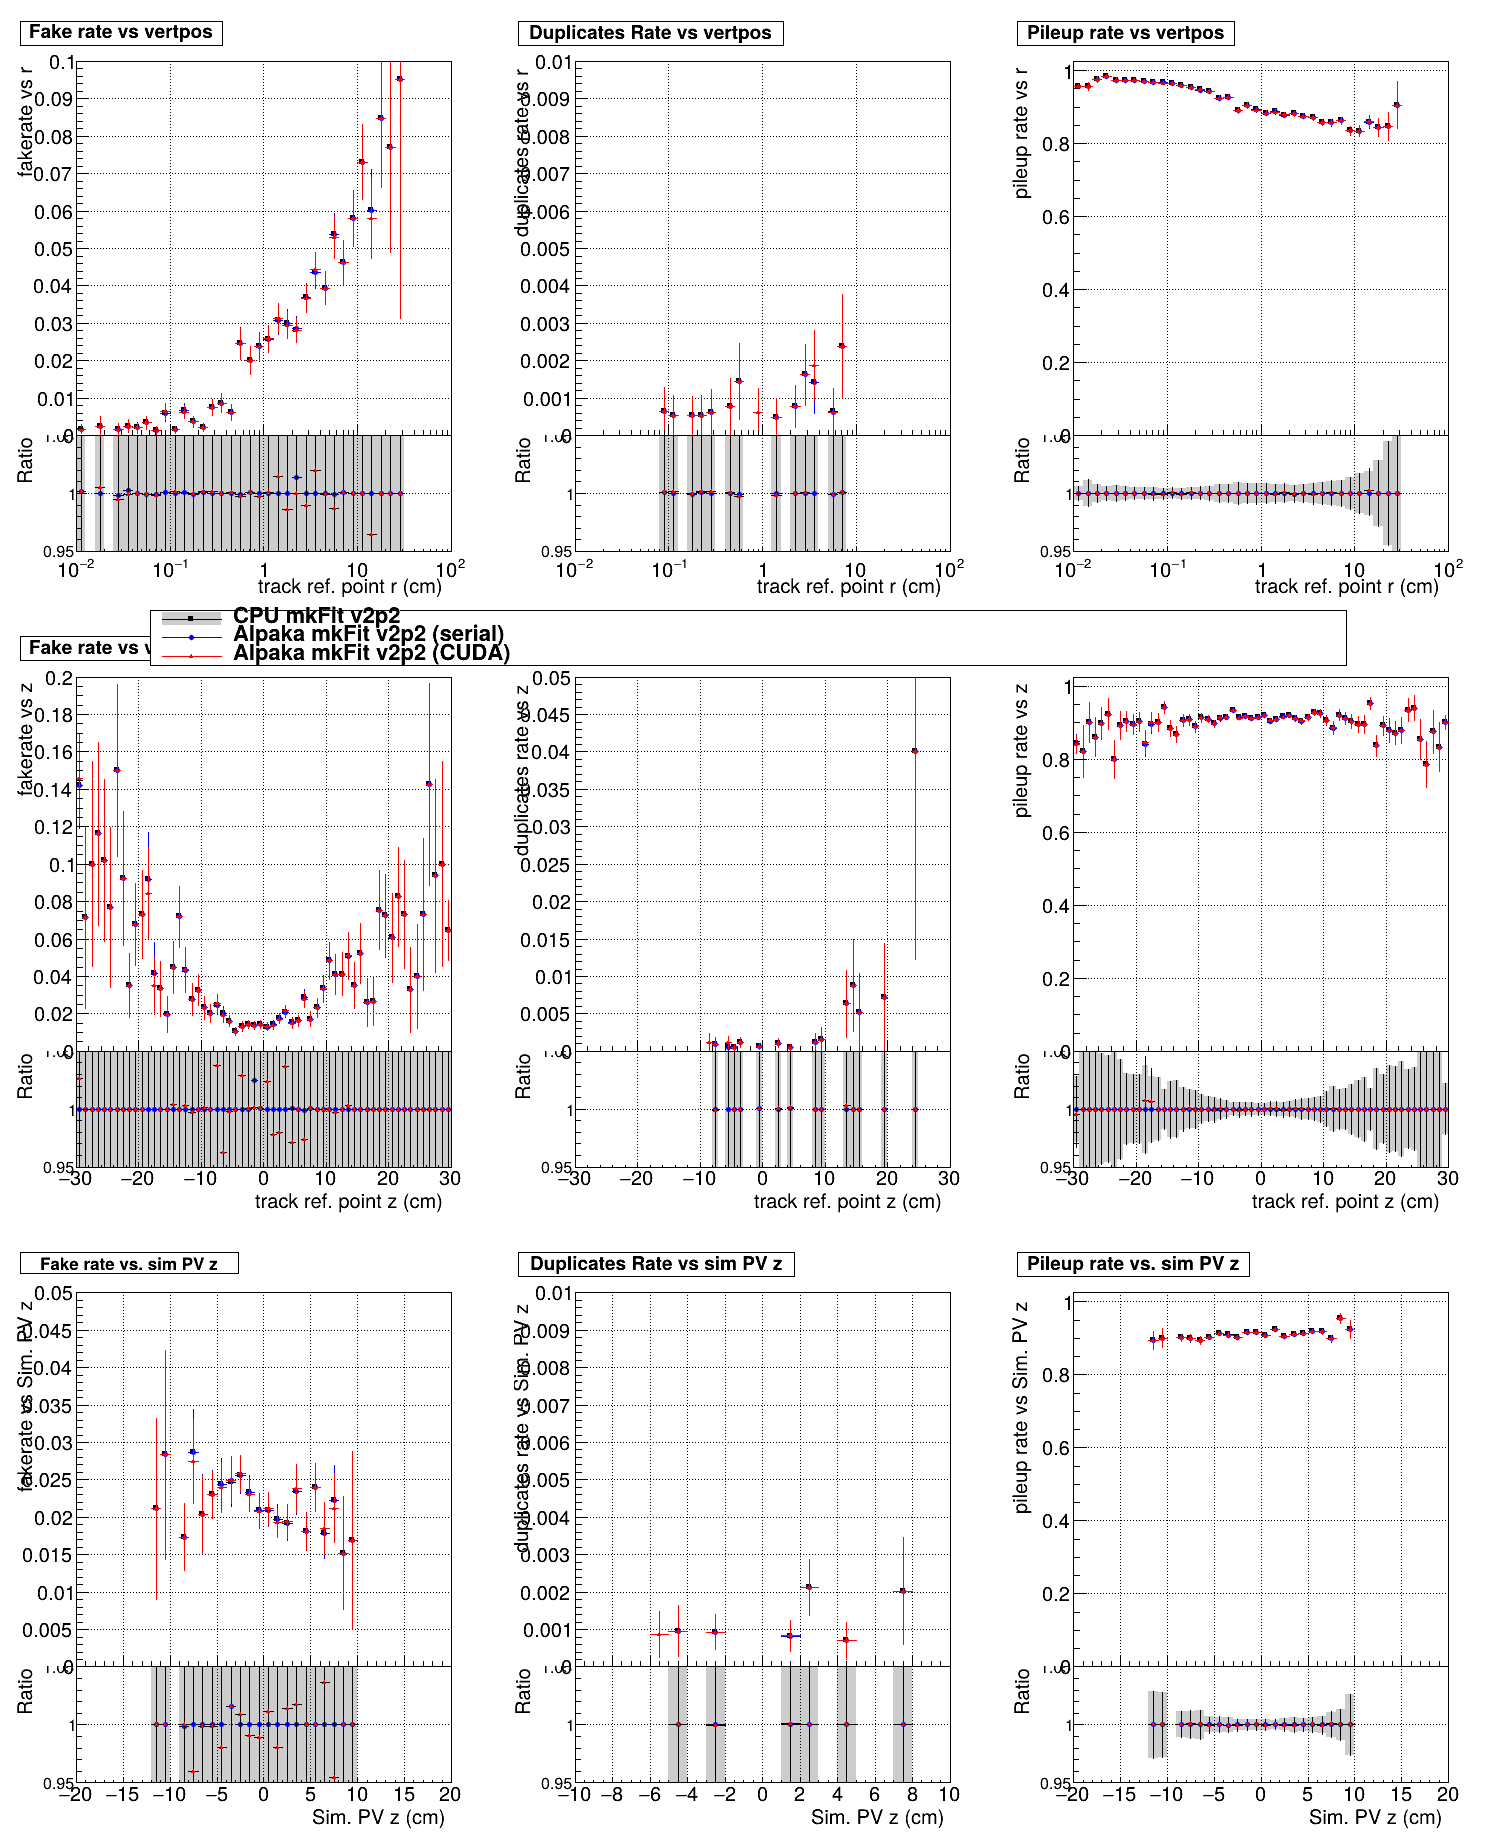 Fake rate vs vertpos
Duplicates Rate vs vertpos
Pileup rate vs vertpos
fakerate vs r
0.1
0.09
0.08
0.07
0.06
0.05
0.04
0.03
0.02
0.01
0
Ratio
1
0.95
10−2 10−1 1 10 102
track ref. point r (cm)
duplicates rate vs r
0.01
0.009
0.008
0.007
0.006
0.005
0.004
0.003
0.002
0.001
0
Ratio
1
0.95
10−2 10−1 1 10 102
track ref. point r (cm)
pileup rate vs r
1
0.8
0.6
0.4
0.2
0
Ratio
1
0.95
10−2 10−1 1 10 102
track ref. point r (cm)
CPU mkFit v2p2
Alpaka mkFit v2p2 (serial)
Alpaka mkFit v2p2 (CUDA)
Fake rate vs v
fakerate vs z
0.2
0.18
0.16
0.14
0.12
0.1
0.08
0.06
0.04
0.02
0
Ratio
1
0.95
−30 −20 −10 0 10 20 30
track ref. point z (cm)
duplicates rate vs z
0.05
0.045
0.04
0.035
0.03
0.025
0.02
0.015
0.01
0.005
0
Ratio
1
0.95
−30 −20 −10 0 10 20 30
track ref. point z (cm)
pileup rate vs z
1
0.8
0.6
0.4
0.2
0
Ratio
1
0.95
−30 −20 −10 0 10 20 30
track ref. point z (cm)
Fake rate vs. sim PV z
Duplicates Rate vs sim PV z
Pileup rate vs. sim PV z
fakerate vs Sim. PV z
0.05
0.045
0.04
0.035
0.03
0.025
0.02
0.015
0.01
0.005
0
Ratio
1
0.95
−20 −15 −10 −5 0 5 10 15 20
Sim. PV z (cm)
duplicates rate vs Sim. PV z
0.01
0.009
0.008
0.007
0.006
0.005
0.004
0.003
0.002
0.001
0
Ratio
1
0.95
−10 −8 −6 −4 −2 0 2 4 6 8 10
Sim. PV z (cm)
pileup rate vs Sim. PV z
1
0.8
0.6
0.4
0.2
0
Ratio
1
0.95
−20 −15 −10 −5 0 5 10 15 20
Sim. PV z (cm)